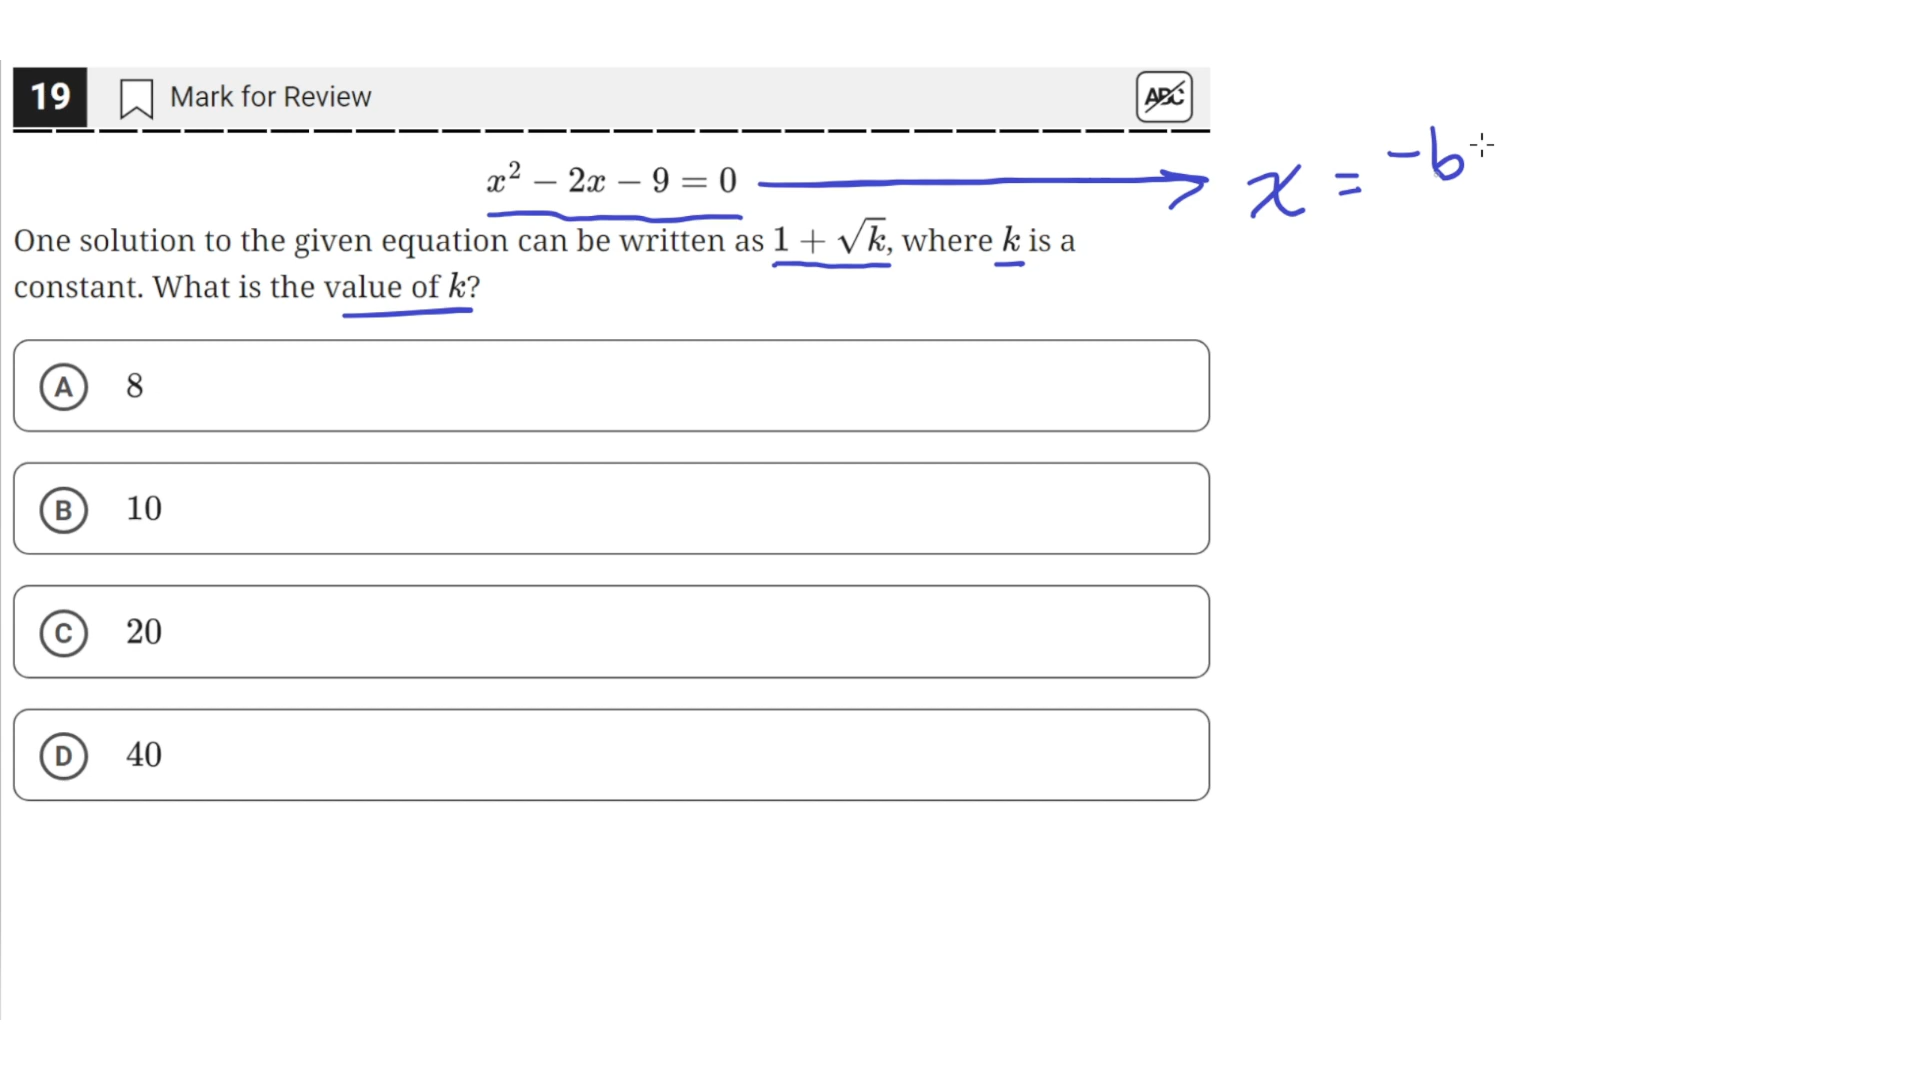 19 Mark for Review ABC
x² − 2x − 9 = 0 x = -b
One solution to the given equation can be written as 1 + √k, where k is a
constant. What is the value of k?
A 8
B 10
C 20
D 40